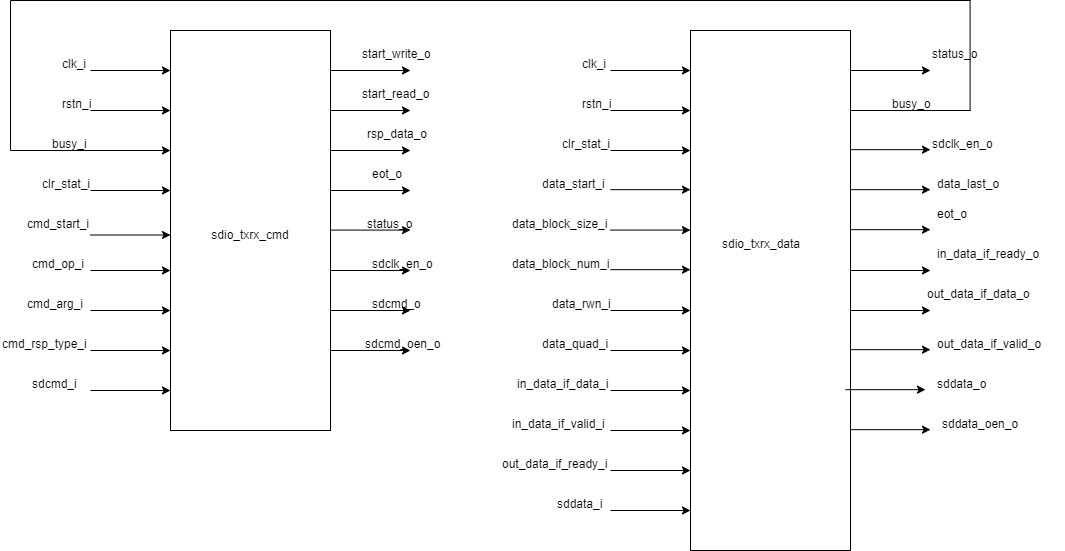 clk_i
rstn_i
busy_i
clr_stat_i
cmd_start_i
cmd_op_i
cmd_arg_i
cmd_rsp_type_i
sdcmd_i
sdio_txrx_cmd
start_write_o
start_read_o
rsp_data_o
eot_o
status_o
sdclk_en_o
sdcmd_o
sdcmd_oen_o
clk_i
rstn_i
clr_stat_i
data_start_i
data_block_size_i
data_block_num_i
data_rwn_i
data_quad_i
in_data_if_data_i
in_data_if_valid_i
out_data_if_ready_i
sddata_i
sdio_txrx_data
status_o
busy_o
sdclk_en_o
data_last_o
eot_o
in_data_if_ready_o
out_data_if_data_o
out_data_if_valid_o
sddata_o
sddata_oen_o